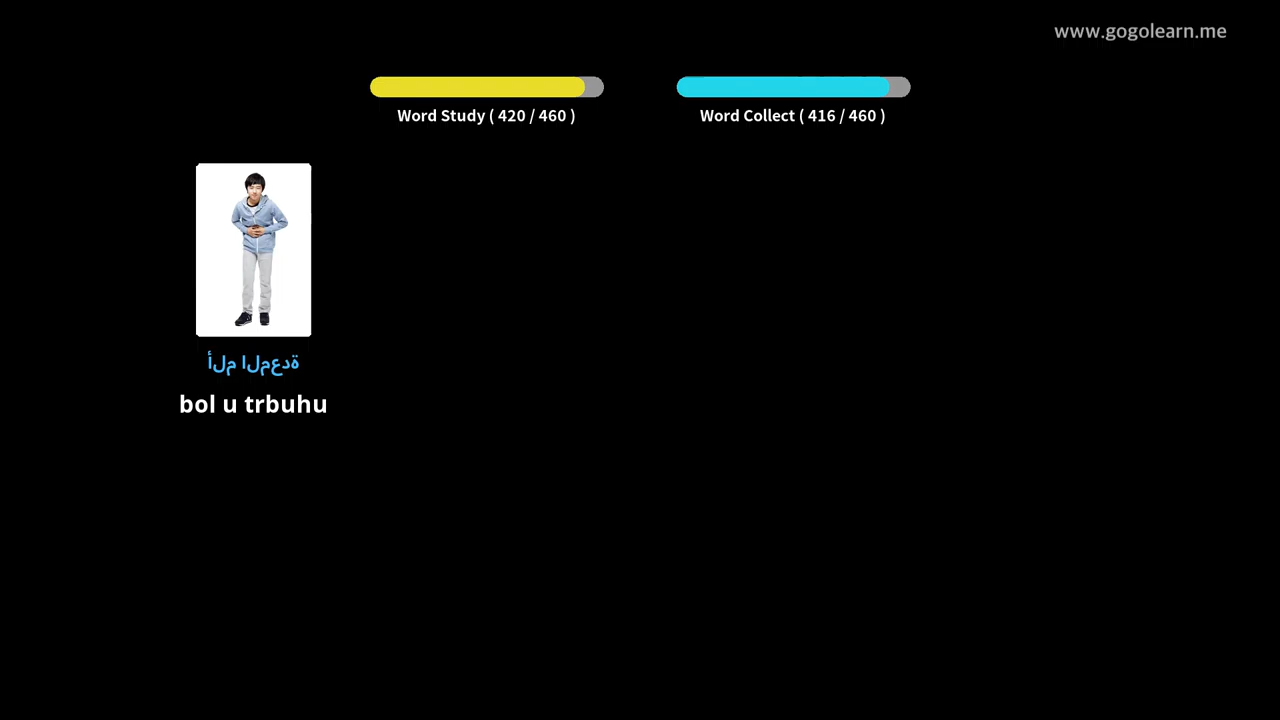 www.gogolearn.me
Word Study ( 420 / 460 )
Word Collect ( 416 / 460 )
ألم المعدة
bol u trbuhu